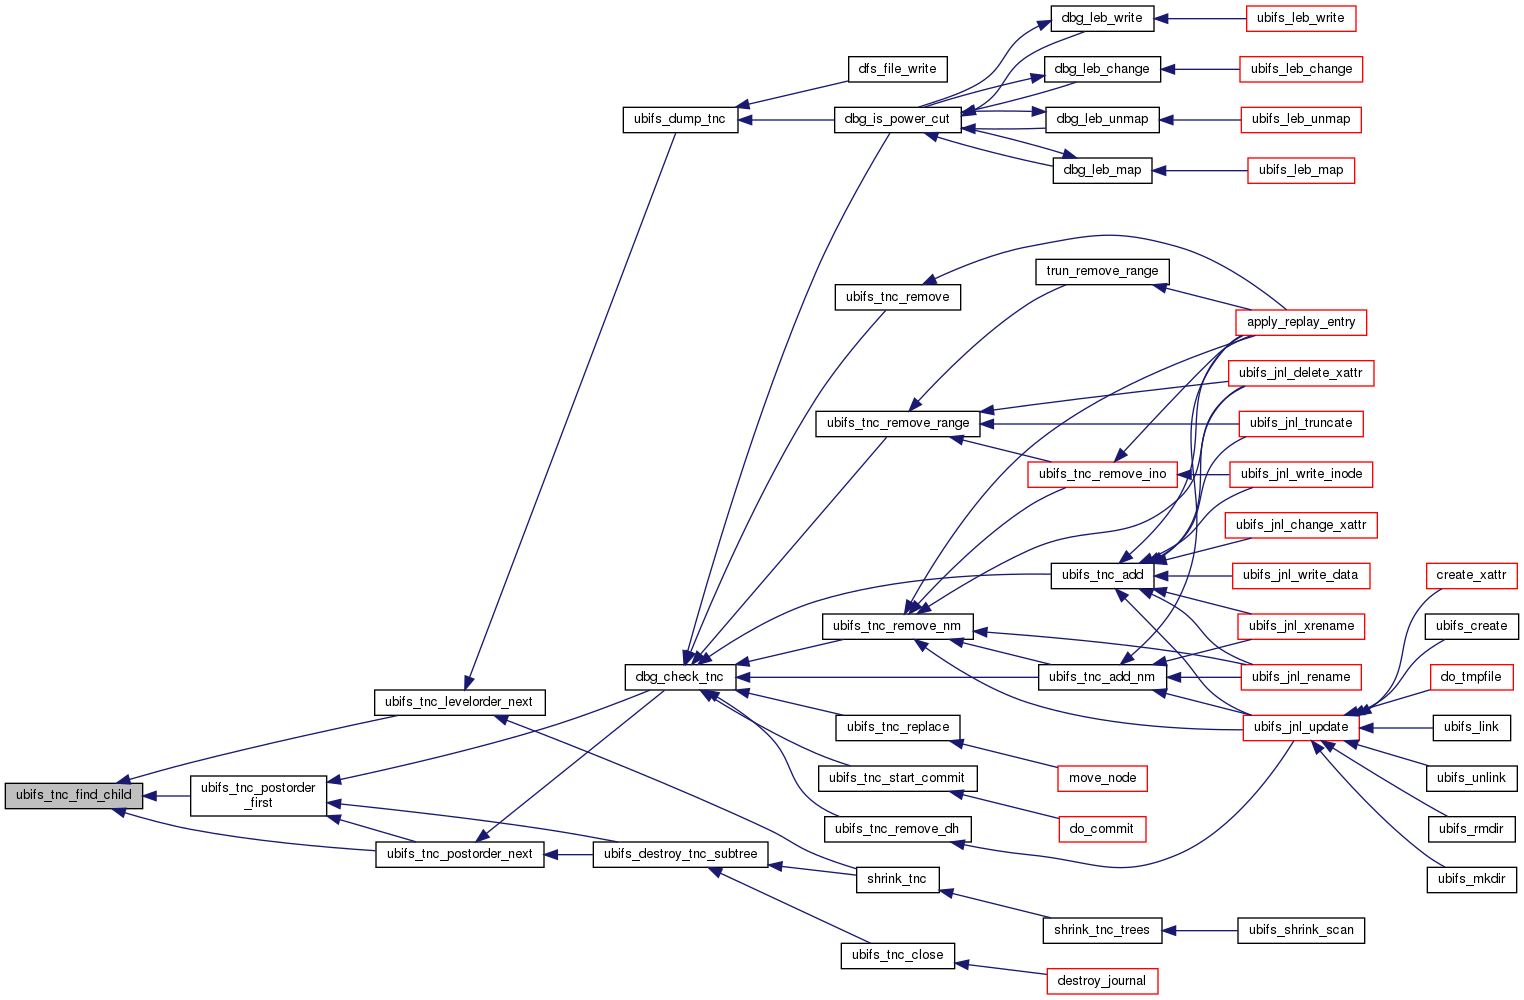 dbg_leb_write
ubifs_leb_write
dfs_file_write
dbg_leb_change
ubifs_leb_change
ubifs_dump_tnc
dbg_is_power_cut
dbg_leb_unmap
ubifs_leb_unmap
dbg_leb_map
ubifs_leb_map
trun_remove_range
ubifs_tnc_remove
apply_replay_entry
ubifs_jnl_delete_xattr
ubifs_tnc_remove_range
ubifs_jnl_truncate
ubifs_tnc_remove_ino
ubifs_jnl_write_inode
ubifs_jnl_change_xattr
ubifs_tnc_add
ubifs_jnl_write_data
create_xattr
ubifs_tnc_remove_nm
ubifs_jnl_xrename
ubifs_create
dbg_check_tnc
ubifs_tnc_add_nm
ubifs_jnl_rename
do_tmpfile
ubifs_tnc_levelorder_next
ubifs_tnc_replace
ubifs_jnl_update
ubifs_link
ubifs_tnc_find_child
ubifs_tnc_postorder
_first
ubifs_tnc_start_commit
move_node
ubifs_unlink
ubifs_tnc_remove_dh
do_commit
ubifs_rmdir
ubifs_tnc_postorder_next
ubifs_destroy_tnc_subtree
shrink_tnc
ubifs_mkdir
shrink_tnc_trees
ubifs_shrink_scan
ubifs_tnc_close
destroy_journal